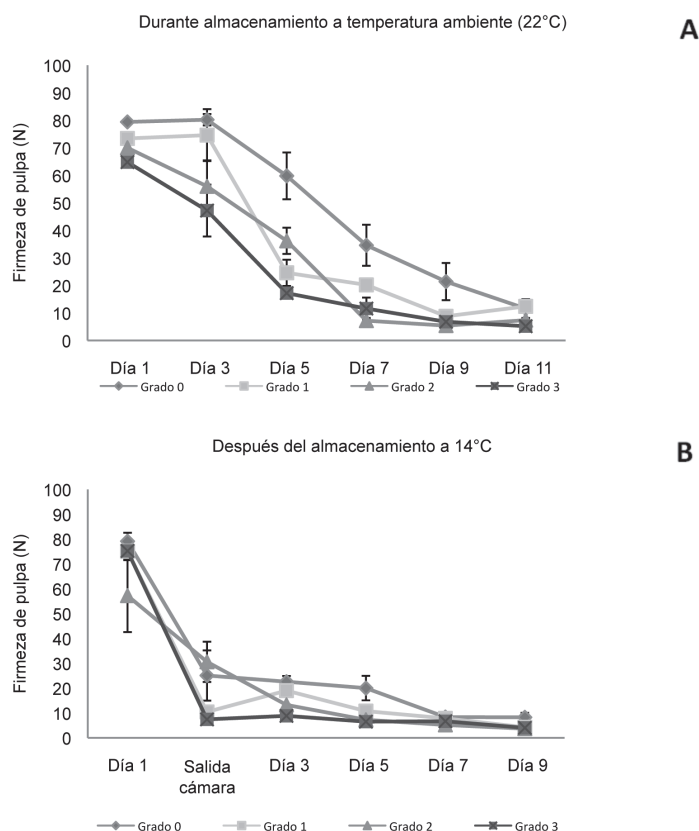 Durante almacenamiento a temperatura ambiente (22°C)
A
Firmeza de pulpa (N)
100
90
80
70
60
50
40
30
20
10
0
Día 1 Día 3 Día 5 Día 7 Día 9 Día 11
Grado 0 Grado 1 Grado 2 Grado 3
Después del almacenamiento a 14°C
B
Firmeza de pulpa (N)
100
90
80
70
60
50
40
30
20
10
0
Día 1 Salida Día 3 Día 5 Día 7 Día 9
cámara
Grado 0 Grado 1 Grado 2 Grado 3